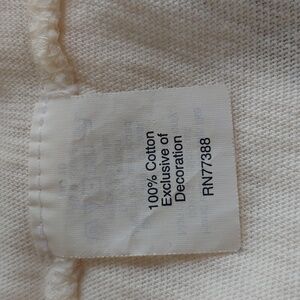 100% Cotton
Exclusive of
Decoration
RN77388